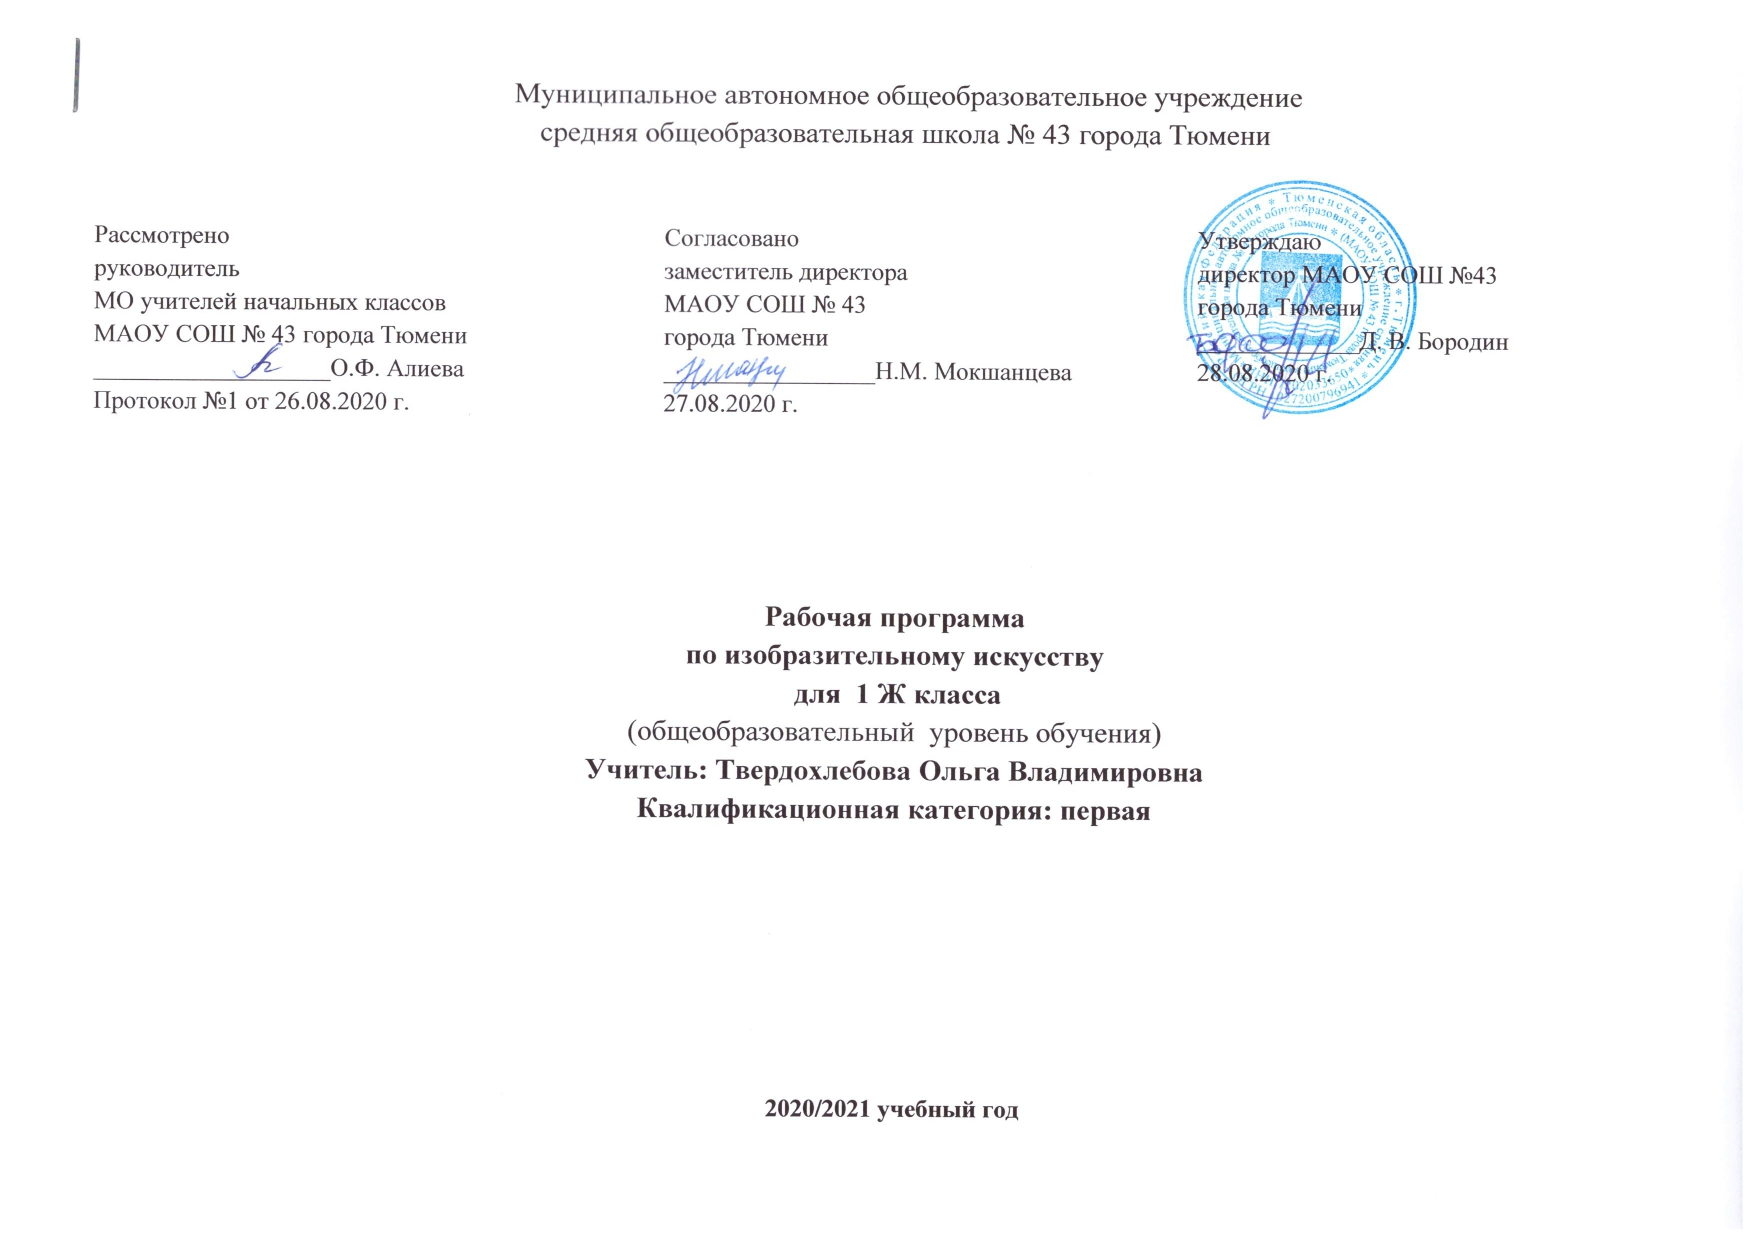 Муниципальное автономное общеобразовательное учреждение
средняя общеобразовательная школа № 43 города Тюмени
Рассмотрено
руководитель
МО учителей начальных классов
МАОУ СОШ № 43 города Тюмени
___________________О.Ф. Алиева
Протокол №1 от 26.08.2020 г.
Согласовано
заместитель директора
МАОУ СОШ № 43
города Тюмени
_________________Н.М. Мокшанцева
27.08.2020 г.
Утверждаю
директор МАОУ СОШ №43
города Тюмени
_____________Д. В. Бородин
28.08.2020 г.
Рабочая программа
по изобразительному искусству
для  1 Ж класса
(общеобразовательный  уровень обучения)
Учитель: Твердохлебова Ольга Владимировна
Квалификационная категория: первая
2020/2021 учебный год